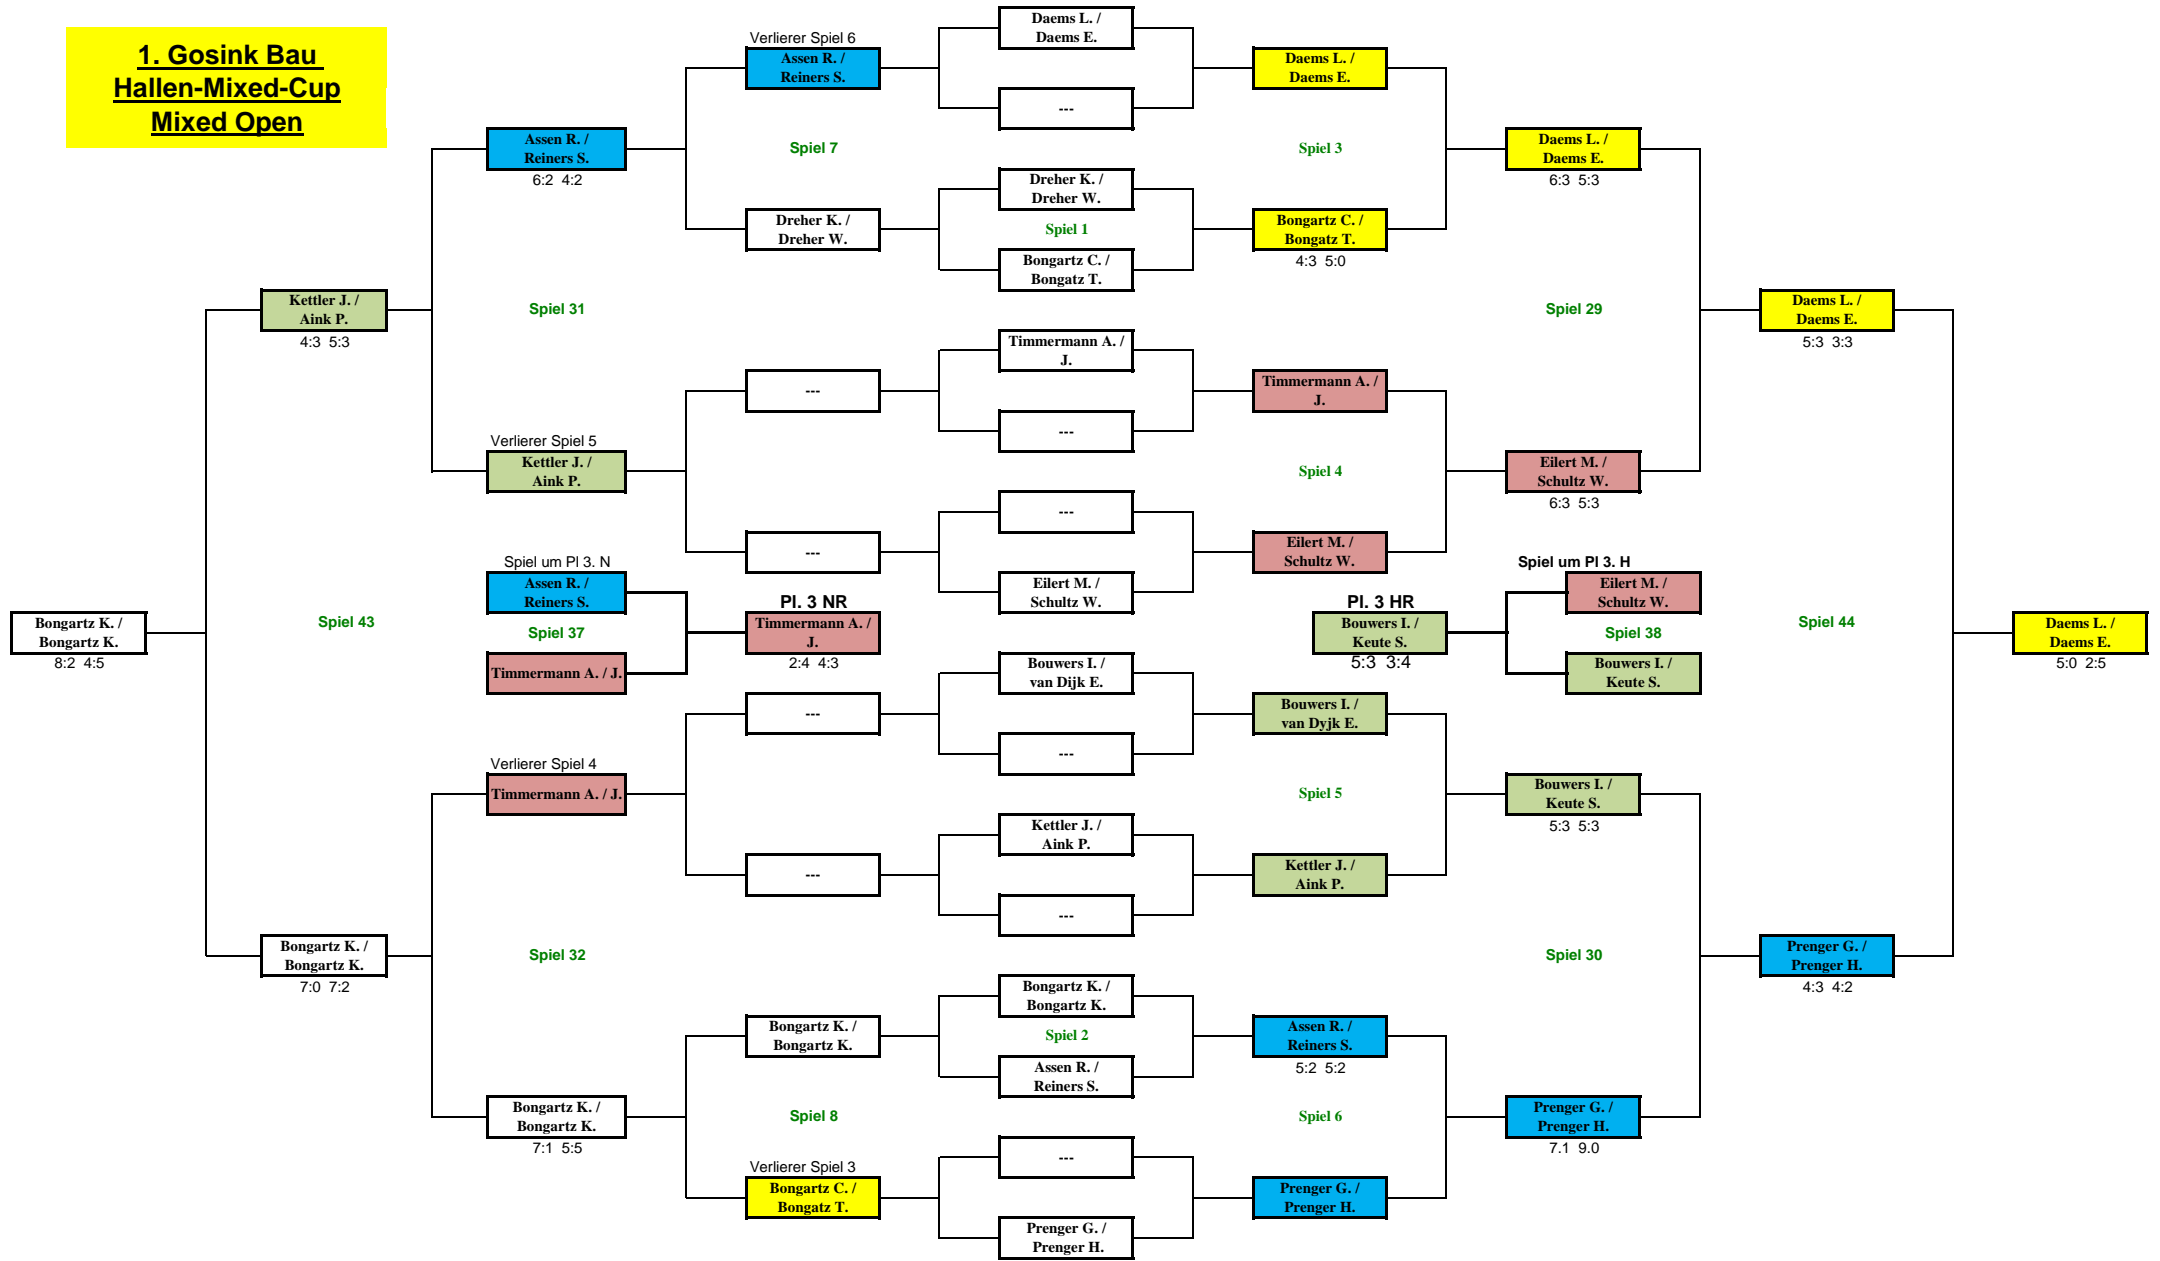 1. Gosink Bau
Hallen-Mixed-Cup
Mixed Open
Daems L. /
Daems E.
Verlierer Spiel 6
Assen R. /
Reiners S.
Daems L. /
Daems E.
---
Assen R. /
Reiners S.
6:2 4:2
Spiel 7
Spiel 3
Daems L. /
Daems E.
6:3 5:3
Dreher K. /
Dreher W.
Dreher K. /
Dreher W.
Spiel 1
Bongartz C. /
Bongatz T.
4:3 5:0
Bongartz C. /
Bongatz T.
Kettler J. /
Aink P.
4:3 5:3
Spiel 31
Spiel 29
Daems L. /
Daems E.
5:3 3:3
Timmermann A. /
J.
---
Timmermann A. /
J.
---
Verlierer Spiel 5
Kettler J. /
Aink P.
Spiel 4
Eilert M. /
Schultz W.
6:3 5:3
---
---
Eilert M. /
Schultz W.
Spiel um Pl 3. N
Assen R. /
Reiners S.
Eilert M. /
Schultz W.
Spiel um Pl 3. H
Eilert M. /
Schultz W.
Bongartz K. /
Bongartz K.
8:2 4:5
Spiel 43
Spiel 37
Pl. 3 NR
Timmermann A. /
J.
2:4 4:3
Pl. 3 HR
Bouwers I. /
Keute S.
5:3 3:4
Spiel 38
Spiel 44
Daems L. /
Daems E.
5:0 2:5
Timmermann A. / J.
Bouwers I. /
van Dijk E.
Bouwers I. /
Keute S.
---
Bouwers I. /
van Dyjk E.
---
Verlierer Spiel 4
Timmermann A. / J.
Spiel 5
Bouwers I. /
Keute S.
5:3 5:3
Kettler J. /
Aink P.
---
Kettler J. /
Aink P.
---
Bongartz K. /
Bongartz K.
7:0 7:2
Spiel 32
Spiel 30
Prenger G. /
Prenger H.
4:3 4:2
Bongartz K. /
Bongartz K.
Bongartz K. /
Bongartz K.
Spiel 2
Assen R. /
Reiners S.
5:2 5:2
Assen R. /
Reiners S.
Bongartz K. /
Bongartz K.
7:1 5:5
Spiel 8
Spiel 6
Prenger G. /
Prenger H.
7.1 9.0
---
Verlierer Spiel 3
Bongartz C. /
Bongatz T.
Prenger G. /
Prenger H.
Prenger G. /
Prenger H.